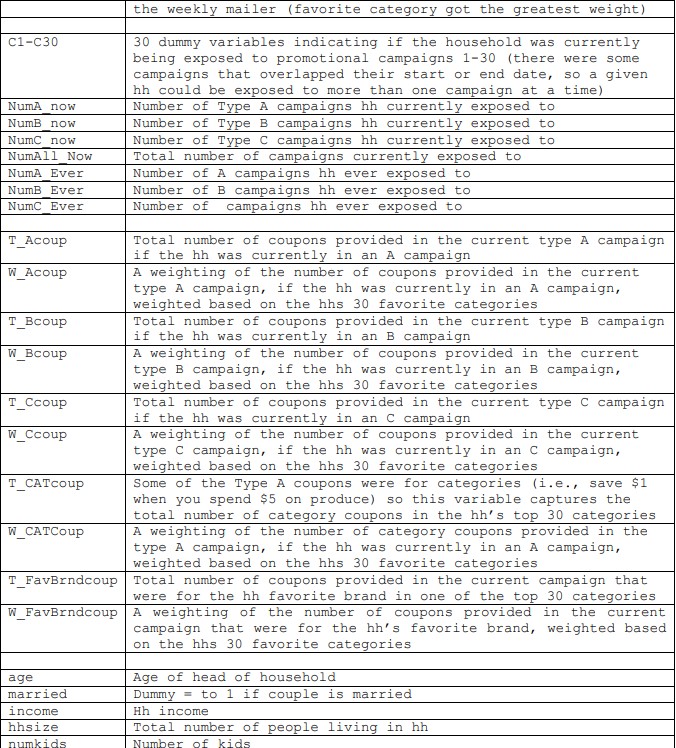 the weekly mailer (favorite category got the greatest weight)
C1-C30 30 dummy variables indicating if the household was currently
being exposed to promotional campaigns 1-30 (there were some
campaigns that overlapped their start or end date, so a given
hh could be exposed to more than one campaign at a time)
NumA_now Number of Type A campaigns hh currently exposed to
NumB_now Number of Type B campaigns hh currently exposed to
NumC_now Number of Type C campaigns hh currently exposed to
NumAll_Now Total number of campaigns currently exposed to
NumA_Ever Number of A campaigns hh ever exposed to
NumB_Ever Number of B campaigns hh ever exposed to
NumC_Ever Number of  campaigns hh ever exposed to
T_Acoup Total number of coupons provided in the current type A campaign
if the hh was currently in an A campaign
W_Acoup A weighting of the number of coupons provided in the current
type A campaign, if the hh was currently in an A campaign,
weighted based on the hhs 30 favorite categories
T_Bcoup Total number of coupons provided in the current type B campaign
if the hh was currently in an B campaign
W_Bcoup A weighting of the number of coupons provided in the current
type B campaign, if the hh was currently in an B campaign,
weighted based on the hhs 30 favorite categories
T_Ccoup Total number of coupons provided in the current type C campaign
if the hh was currently in an C campaign
W_Ccoup A weighting of the number of coupons provided in the current
type C campaign, if the hh was currently in an C campaign,
weighted based on the hhs 30 favorite categories
T_CATcoup Some of the Type A coupons were for categories (i.e., save $1
when you spend $5 on produce) so this variable captures the
total number of category coupons in the hh's top 30 categories
W_CATCoup A weighting of the number of category coupons provided in the
type A campaign, if the hh was currently in an A campaign,
weighted based on the hhs 30 favorite categories
T_FavBrndcoup Total number of coupons provided in the current campaign that
were for the hh favorite brand in one of the top 30 categories
W_FavBrndcoup A weighting of the number of coupons provided in the current
campaign that were for the hh's favorite brand, weighted based
on the hhs 30 favorite categories
age Age of head of household
married Dummy = to 1 if couple is married
income Hh income
hhsize Total number of people living in hh
numkids Number of kids